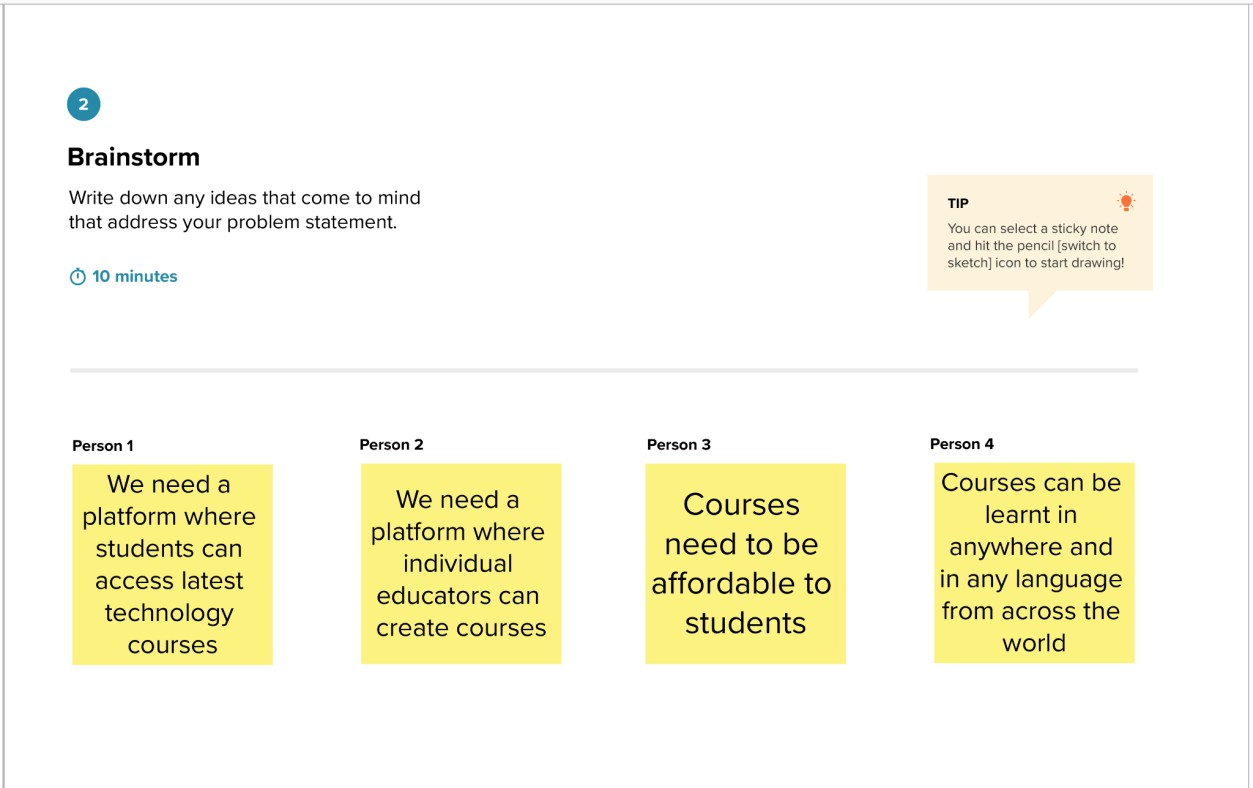 2
Brainstorm
Write down any ideas that come to mind
that address your problem statement.
10 minutes
TIP
You can select a sticky note
and hit the pencil [switch to
sketch] icon to start drawing!
Person 1
We need a
platform where
students can
access latest
technology
courses
Person 2
We need a
platform where
individual
educators can
create courses
Person 3
Courses
need to be
affordable to
students
Person 4
Courses can be
learnt in
anywhere and
in any language
from across the
world